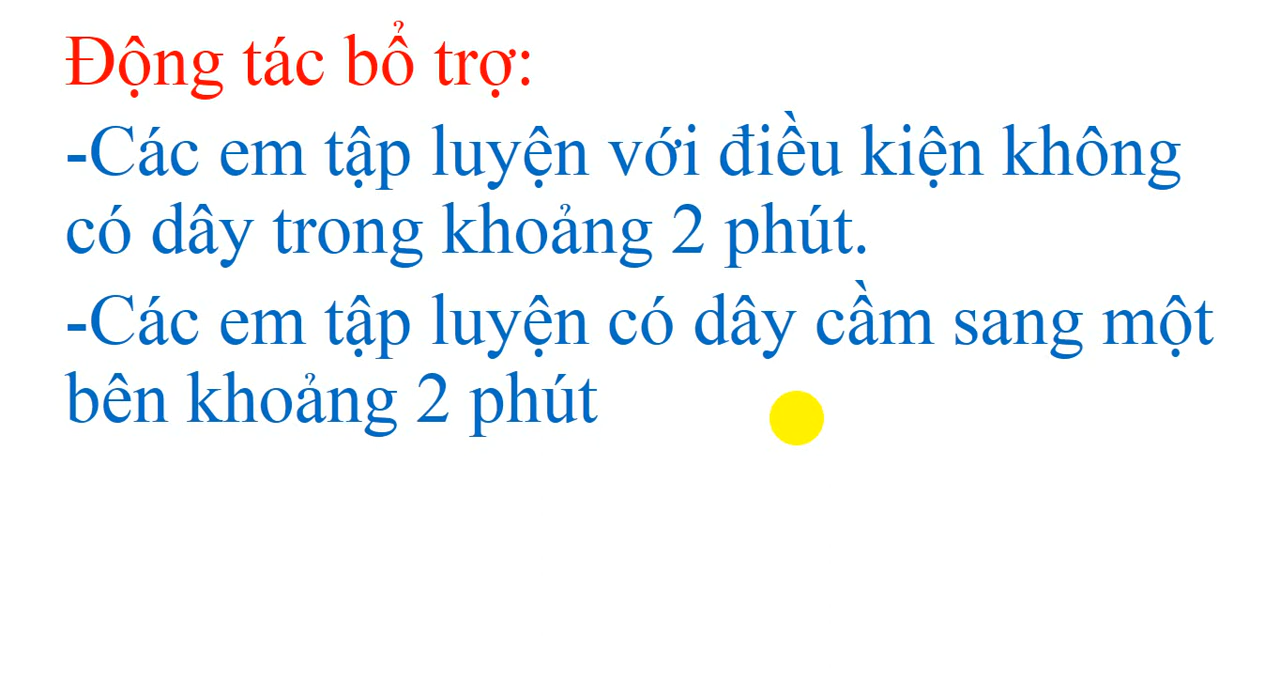 Động tác bổ trợ:
-Các em tập luyện với điều kiện không
có dây trong khoảng 2 phút.
-Các em tập luyện có dây cầm sang một
bên khoảng 2 phút